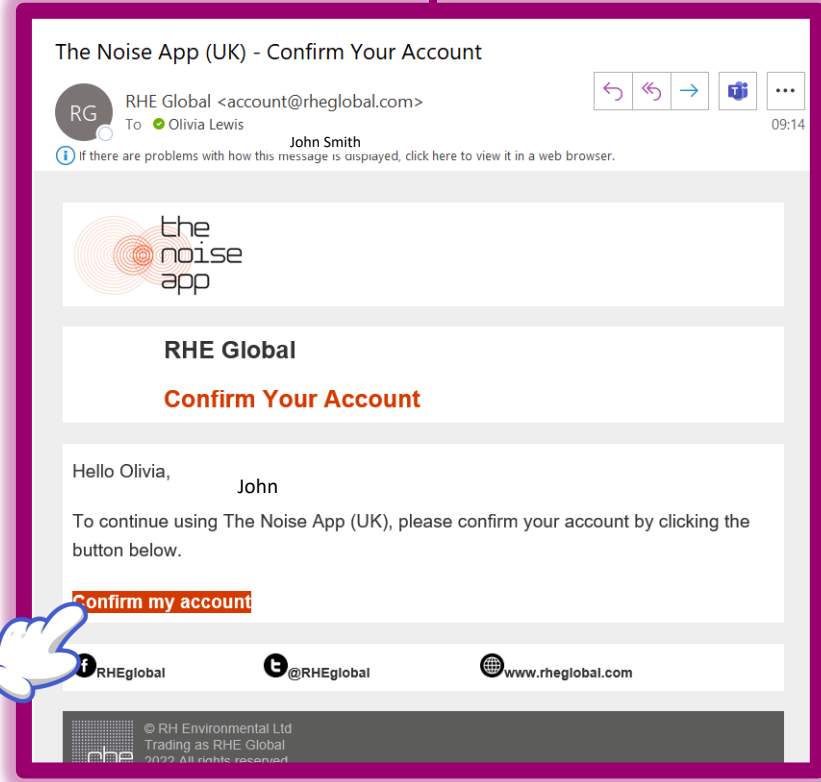 The Noise App (UK) - Confirm Your Account
RG
RHE Global <account@rheglobal.com>
To Olivia Lewis
09:14
John Smith
If there are problems with how this message is displayed, click here to view it in a web browser.
the
noise
app
RHE Global
Confirm Your Account
Hello Olivia,
John
To continue using The Noise App (UK), please confirm your account by clicking the
button below.
Confirm my account
RHEglobal @RHEglobal www.rheglobal.com
© RH Environmental Ltd
Trading as RHE Global
rhe 2022 All rights reserved